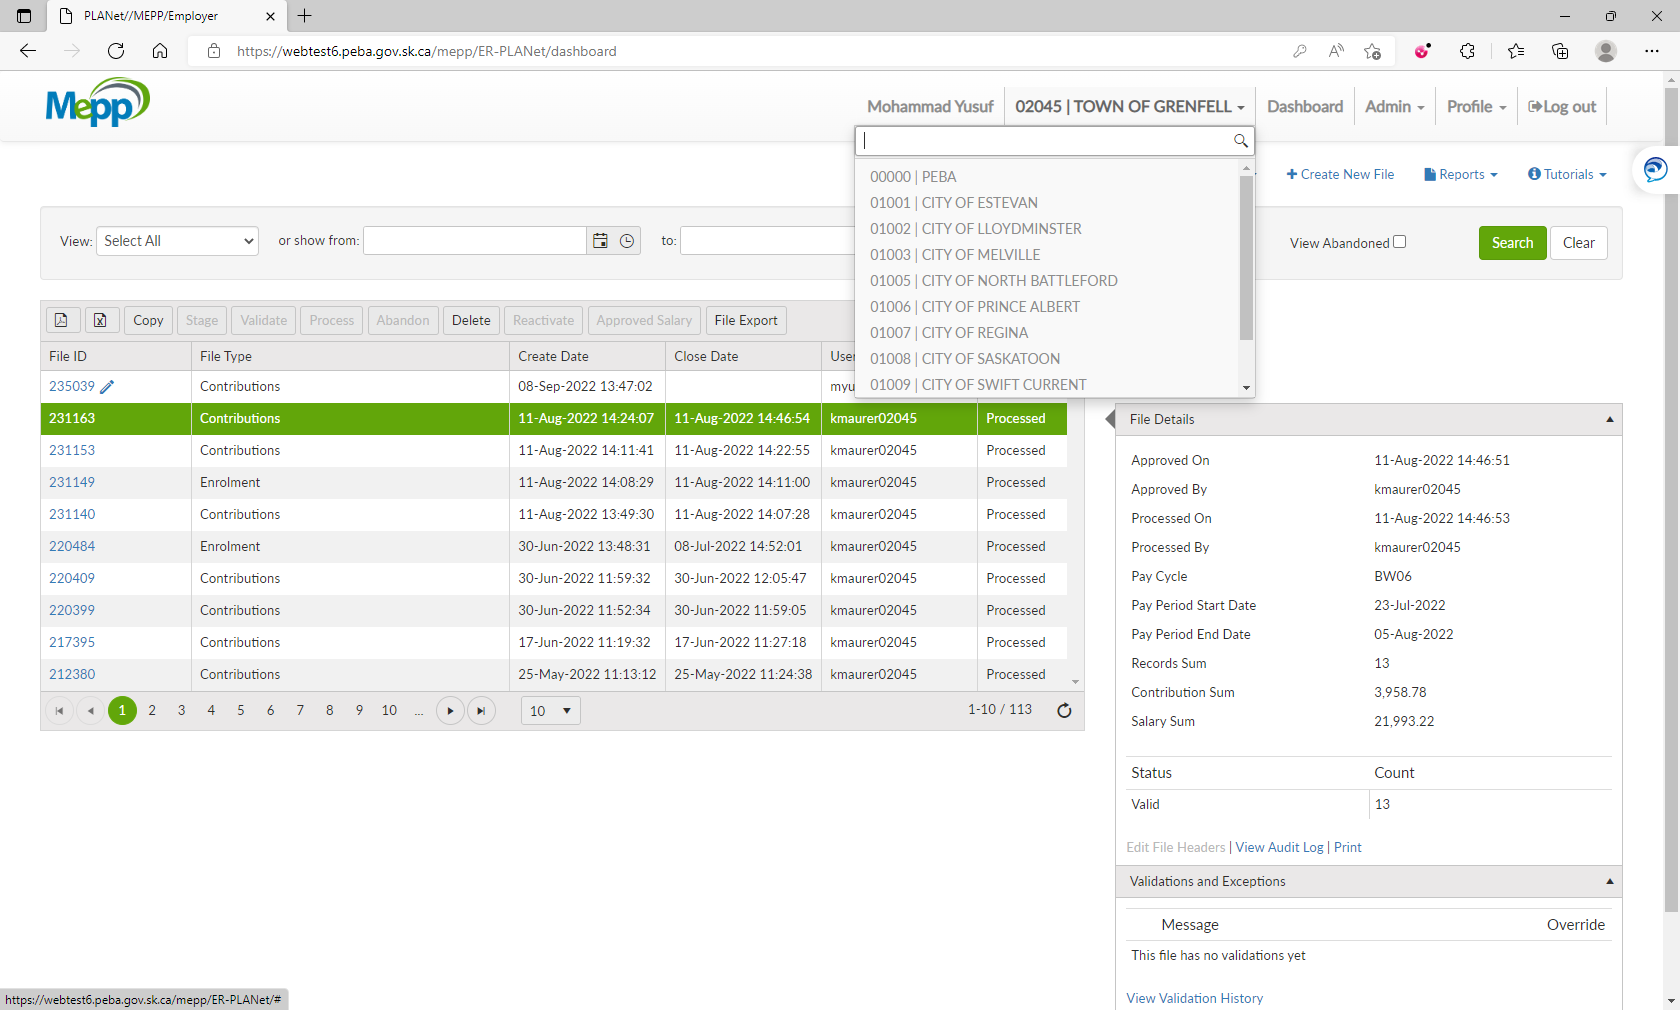 PLANet//MEPP/Employer
https://webtest6.peba.gov.sk.ca/mepp/ER-PLANet/dashboard
Mepp
Mohammad Yusuf
02045 | TOWN OF GRENFELL
Dashboard
Admin
Profile
Log out
00000 | PEBA
01001 | CITY OF ESTEVAN
01002 | CITY OF LLOYDMINSTER
01003 | CITY OF MELVILLE
01005 | CITY OF NORTH BATTLEFORD
01006 | CITY OF PRINCE ALBERT
01007 | CITY OF REGINA
01008 | CITY OF SASKATOON
01009 | CITY OF SWIFT CURRENT
Create New File
Reports
Tutorials
View: Select All or show from: to:
View Abandoned
Search
Clear
Copy Stage Validate Process Abandon Delete Reactivate Approved Salary File Export
File ID File Type Create Date Close Date User
235039 Contributions 08-Sep-2022 13:47:02 myu
231163 Contributions 11-Aug-2022 14:24:07 11-Aug-2022 14:46:54 kmaurer02045 Processed
231153 Contributions 11-Aug-2022 14:11:41 11-Aug-2022 14:22:55 kmaurer02045 Processed
231149 Enrolment 11-Aug-2022 14:08:29 11-Aug-2022 14:11:00 kmaurer02045 Processed
231140 Contributions 11-Aug-2022 13:49:30 11-Aug-2022 14:07:28 kmaurer02045 Processed
220484 Enrolment 30-Jun-2022 13:48:31 08-Jul-2022 14:52:01 kmaurer02045 Processed
220409 Contributions 30-Jun-2022 11:59:32 30-Jun-2022 12:05:47 kmaurer02045 Processed
220399 Contributions 30-Jun-2022 11:52:34 30-Jun-2022 11:59:05 kmaurer02045 Processed
217395 Contributions 17-Jun-2022 11:19:32 17-Jun-2022 11:27:18 kmaurer02045 Processed
212380 Contributions 25-May-2022 11:13:12 25-May-2022 11:24:38 kmaurer02045 Processed
1 2 3 4 5 6 7 8 9 10 ... 10 1-10 / 113
File Details
Approved On 11-Aug-2022 14:46:51
Approved By kmaurer02045
Processed On 11-Aug-2022 14:46:53
Processed By kmaurer02045
Pay Cycle BW06
Pay Period Start Date 23-Jul-2022
Pay Period End Date 05-Aug-2022
Records Sum 13
Contribution Sum 3,958.78
Salary Sum 21,993.22
Status Count
Valid 13
Edit File Headers | View Audit Log | Print
Validations and Exceptions
Message Override
This file has no validations yet
View Validation History
https://webtest6.peba.gov.sk.ca/mepp/ER-PLANet/#